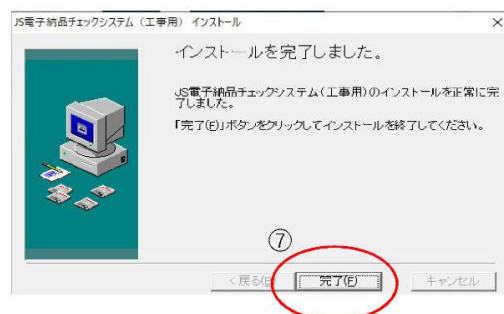 JS電子納品チェックシステム（工事用） インストール
インストールを完了しました。
JS電子納品チェックシステム(工事用)のインストールを正常に完
了しました。
「完了(F)」ボタンをクリックしてインストールを終了してください。
⑦
< 戻る(B)
完了(F)
キャンセル